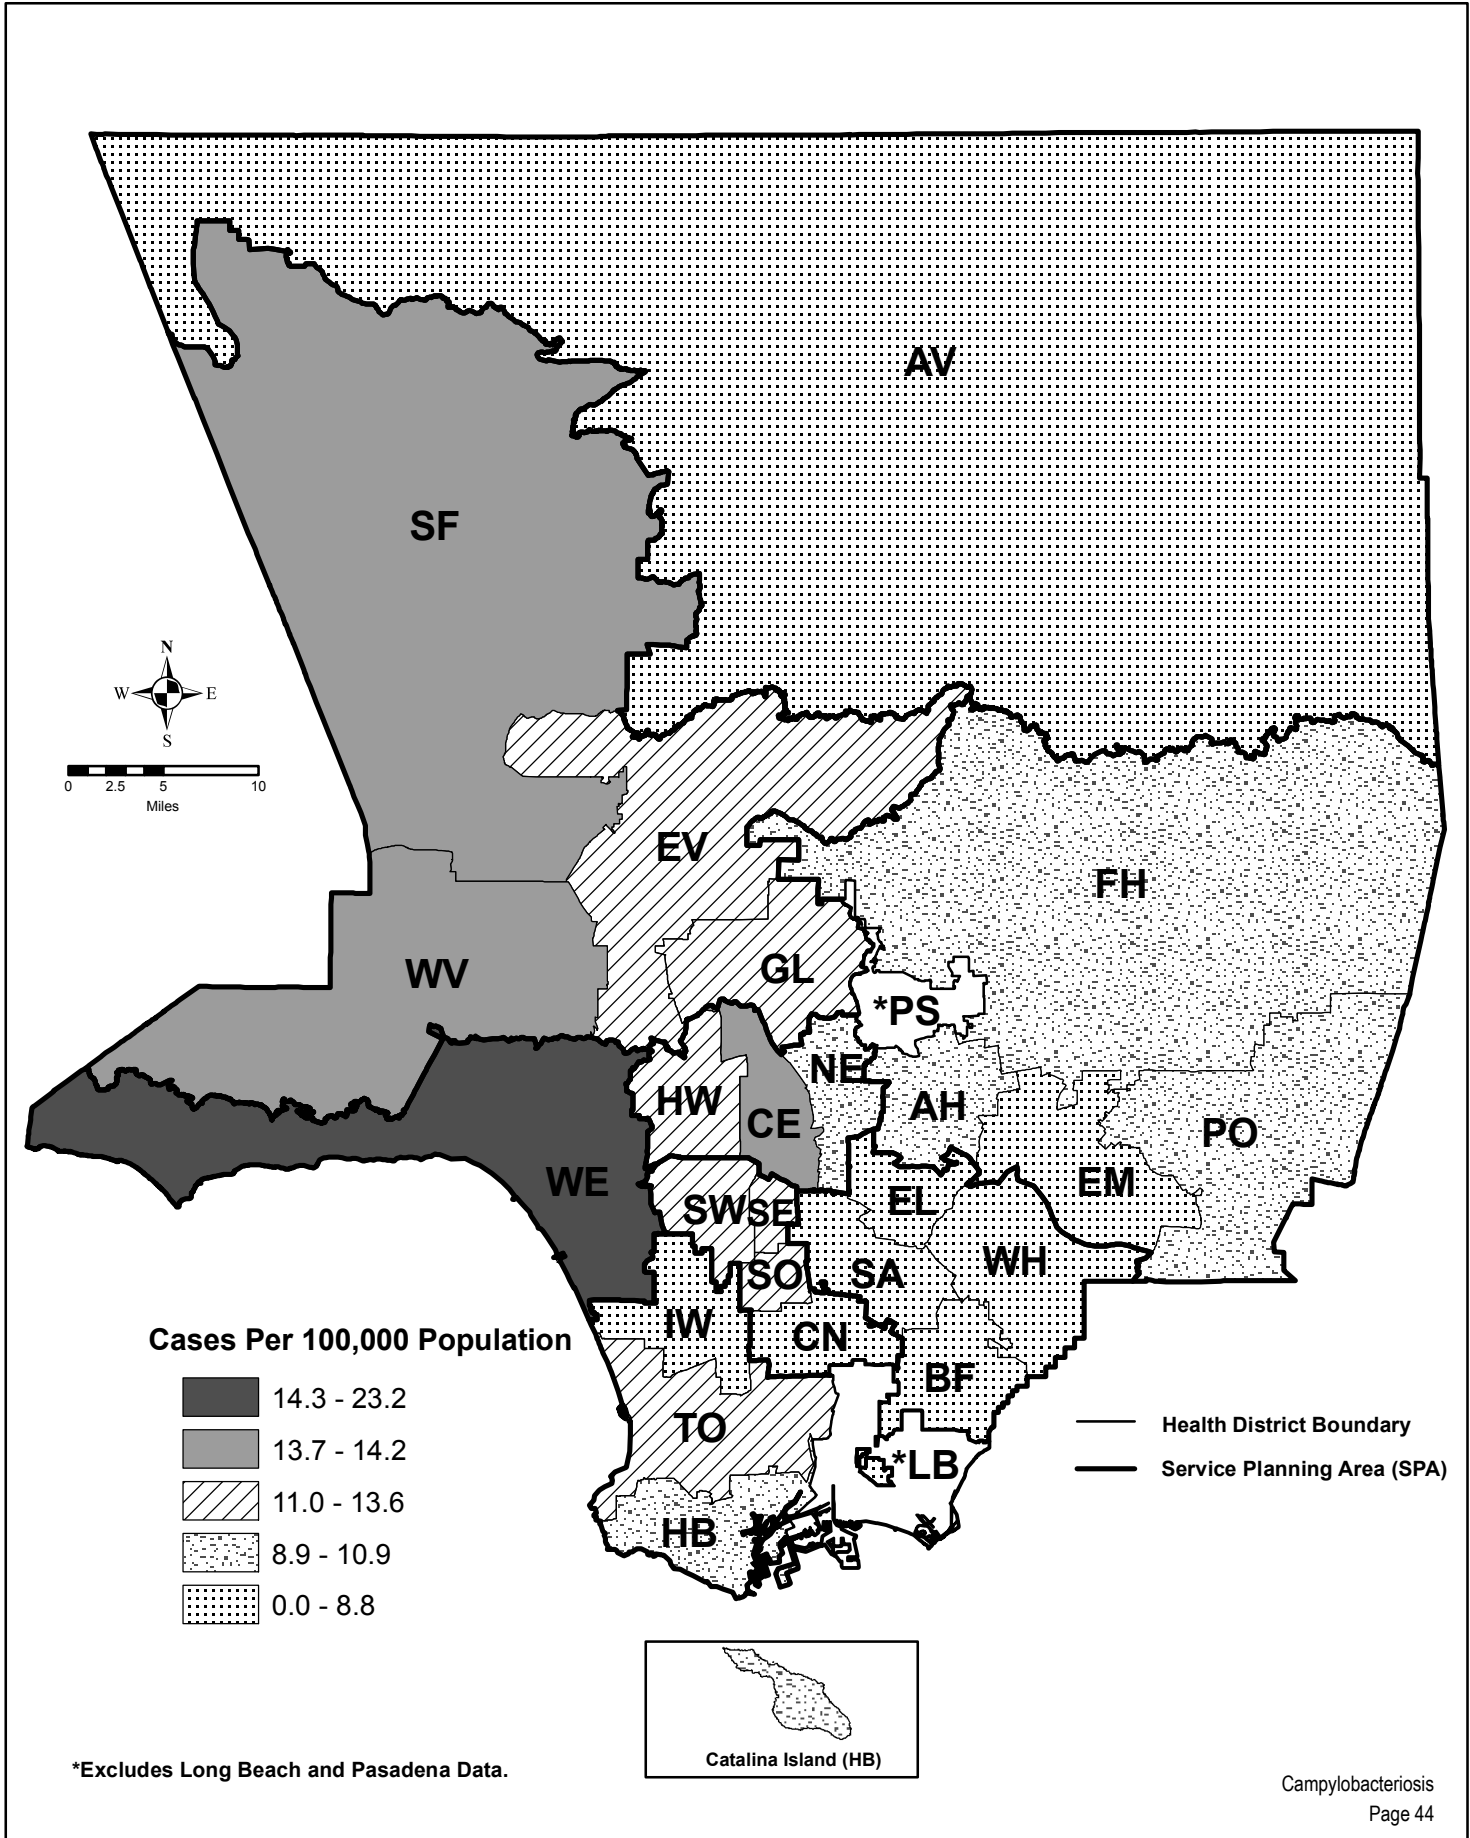 AV
SF
N
W E
S
0 2.5 5 10
Miles
EV
FH
GL
WV
*PS
NE
HW
AH
CE
PO
WE
EM
EL
SW SE
WH
SO
SA
IW
CN
BF
TO
*LB
HB
Cases Per 100,000 Population
14.3 - 23.2
13.7 - 14.2
11.0 - 13.6
8.9 - 10.9
0.0 - 8.8
Health District Boundary
Service Planning Area (SPA)
Catalina Island (HB)
*Excludes Long Beach and Pasadena Data.
Campylobacteriosis
Page 44